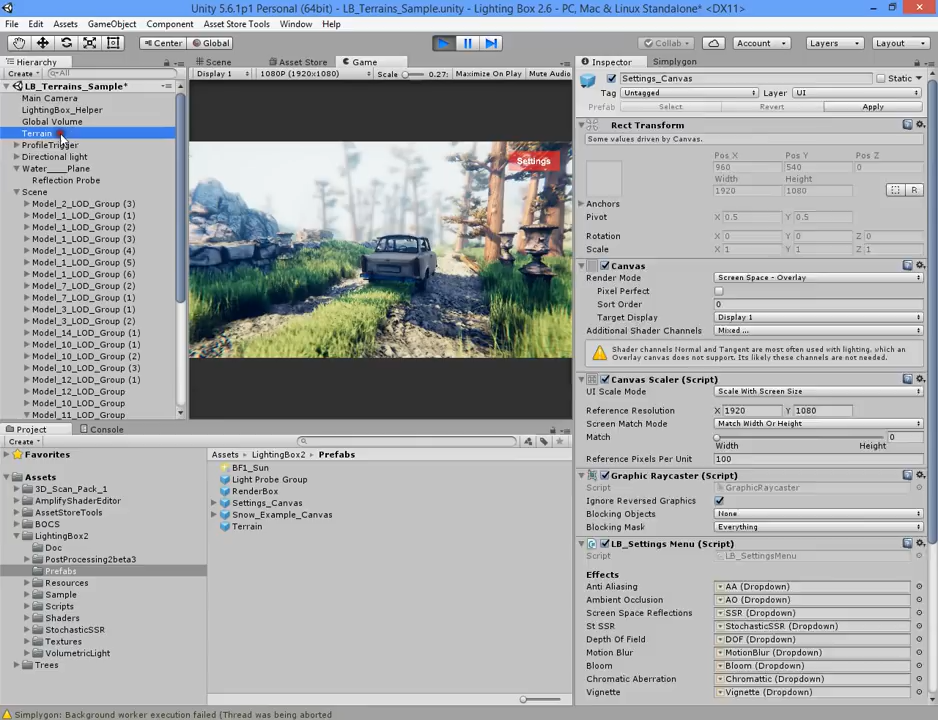 Unity 5.6.1p1 Personal (64bit) - LB_Terrains_Sample.unity - Lighting Box 2.6 - PC, Mac & Linux Standalone* <DX11>
File Edit Assets GameObject Component Asset Store Tools Window Help
Center Global Collab Account Layers Layout
Hierarchy Scene Asset Store Game Inspector Simplygon
Create All Display 1 1080P (1920x1080) Scale 0.27: Maximize On Play Mute Audio Settings_Canvas Static
LB_Terrains_Sample* Tag Untagged Layer UI
Main Camera Prefab Select Revert Apply
LightingBox_Helper
Global Volume Rect Transform
Terrain Some values driven by Canvas.
ProfileTrigger
Directional light Settings Pos X Pos Y Pos Z
Water____Plane 960 540 0
Reflection Probe Width Height
Scene 1920 1080 R
Model_2_LOD_Group (3) Anchors
Model_1_LOD_Group (1) Pivot X 0.5 Y 0.5
Model_1_LOD_Group (2)
Model_1_LOD_Group (3) Rotation X 0 Y 0 Z 0
Model_1_LOD_Group (4) Scale X 1 Y 1 Z 1
Model_1_LOD_Group (5) Canvas
Model_1_LOD_Group (6) Render Mode Screen Space - Overlay
Model_7_LOD_Group (2) Pixel Perfect
Model_7_LOD_Group (1) Sort Order 0
Model_3_LOD_Group (1) Target Display Display 1
Model_3_LOD_Group (2) Additional Shader Channels Mixed ...
Model_14_LOD_Group (1)
Model_10_LOD_Group (1) Shader channels Normal and Tangent are most often used with lighting, which an
Model_10_LOD_Group (2) Overlay canvas does not support. Its likely these channels are not needed.
Model_10_LOD_Group (3)
Model_12_LOD_Group (1) Canvas Scaler (Script)
Model_12_LOD_Group UI Scale Mode Scale With Screen Size
Model_10_LOD_Group Reference Resolution X 1920 Y 1080
Model_11_LOD_Group Screen Match Mode Match Width Or Height
Project Console Match 0
Create Width Height
Favorites Assets LightingBox2 Prefabs Reference Pixels Per Unit 100
BF1_Sun
Assets Light Probe Group Graphic Raycaster (Script)
3D_Scan_Pack_1 RenderBox Script GraphicRaycaster
AmplifyShaderEditor Settings_Canvas Ignore Reversed Graphics
AssetStoreTools Snow_Example_Canvas Blocking Objects None
BOCS Terrain Blocking Mask Everything
LightingBox2
Doc LB_Settings Menu (Script)
PostProcessing2beta3 Script LB_SettingsMenu
Prefabs Effects
Resources Anti Aliasing AA (Dropdown)
Sample Ambient Occlusion AO (Dropdown)
Scripts Screen Space Reflections SSR (Dropdown)
Shaders St SSR StochasticSSR (Dropdown)
StochasticSSR Depth Of Field DOF (Dropdown)
Textures Motion Blur MotionBlur (Dropdown)
VolumetricLight Bloom Bloom (Dropdown)
Trees Chromatic Aberration Chromattic (Dropdown)
Vignette Vignette (Dropdown)
Simplygon: Background worker execution failed (Thread was being aborted